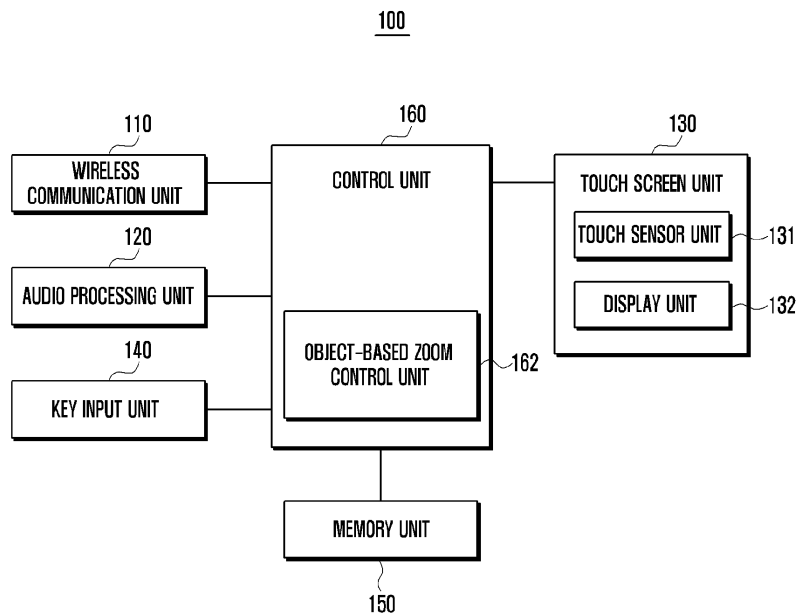 100
110
WIRELESS
COMMUNICATION UNIT
120
AUDIO PROCESSING UNIT
140
KEY INPUT UNIT
160
CONTROL UNIT
OBJECT-BASED ZOOM
CONTROL UNIT
162
130
TOUCH SCREEN UNIT
TOUCH SENSOR UNIT
131
DISPLAY UNIT
132
MEMORY UNIT
150